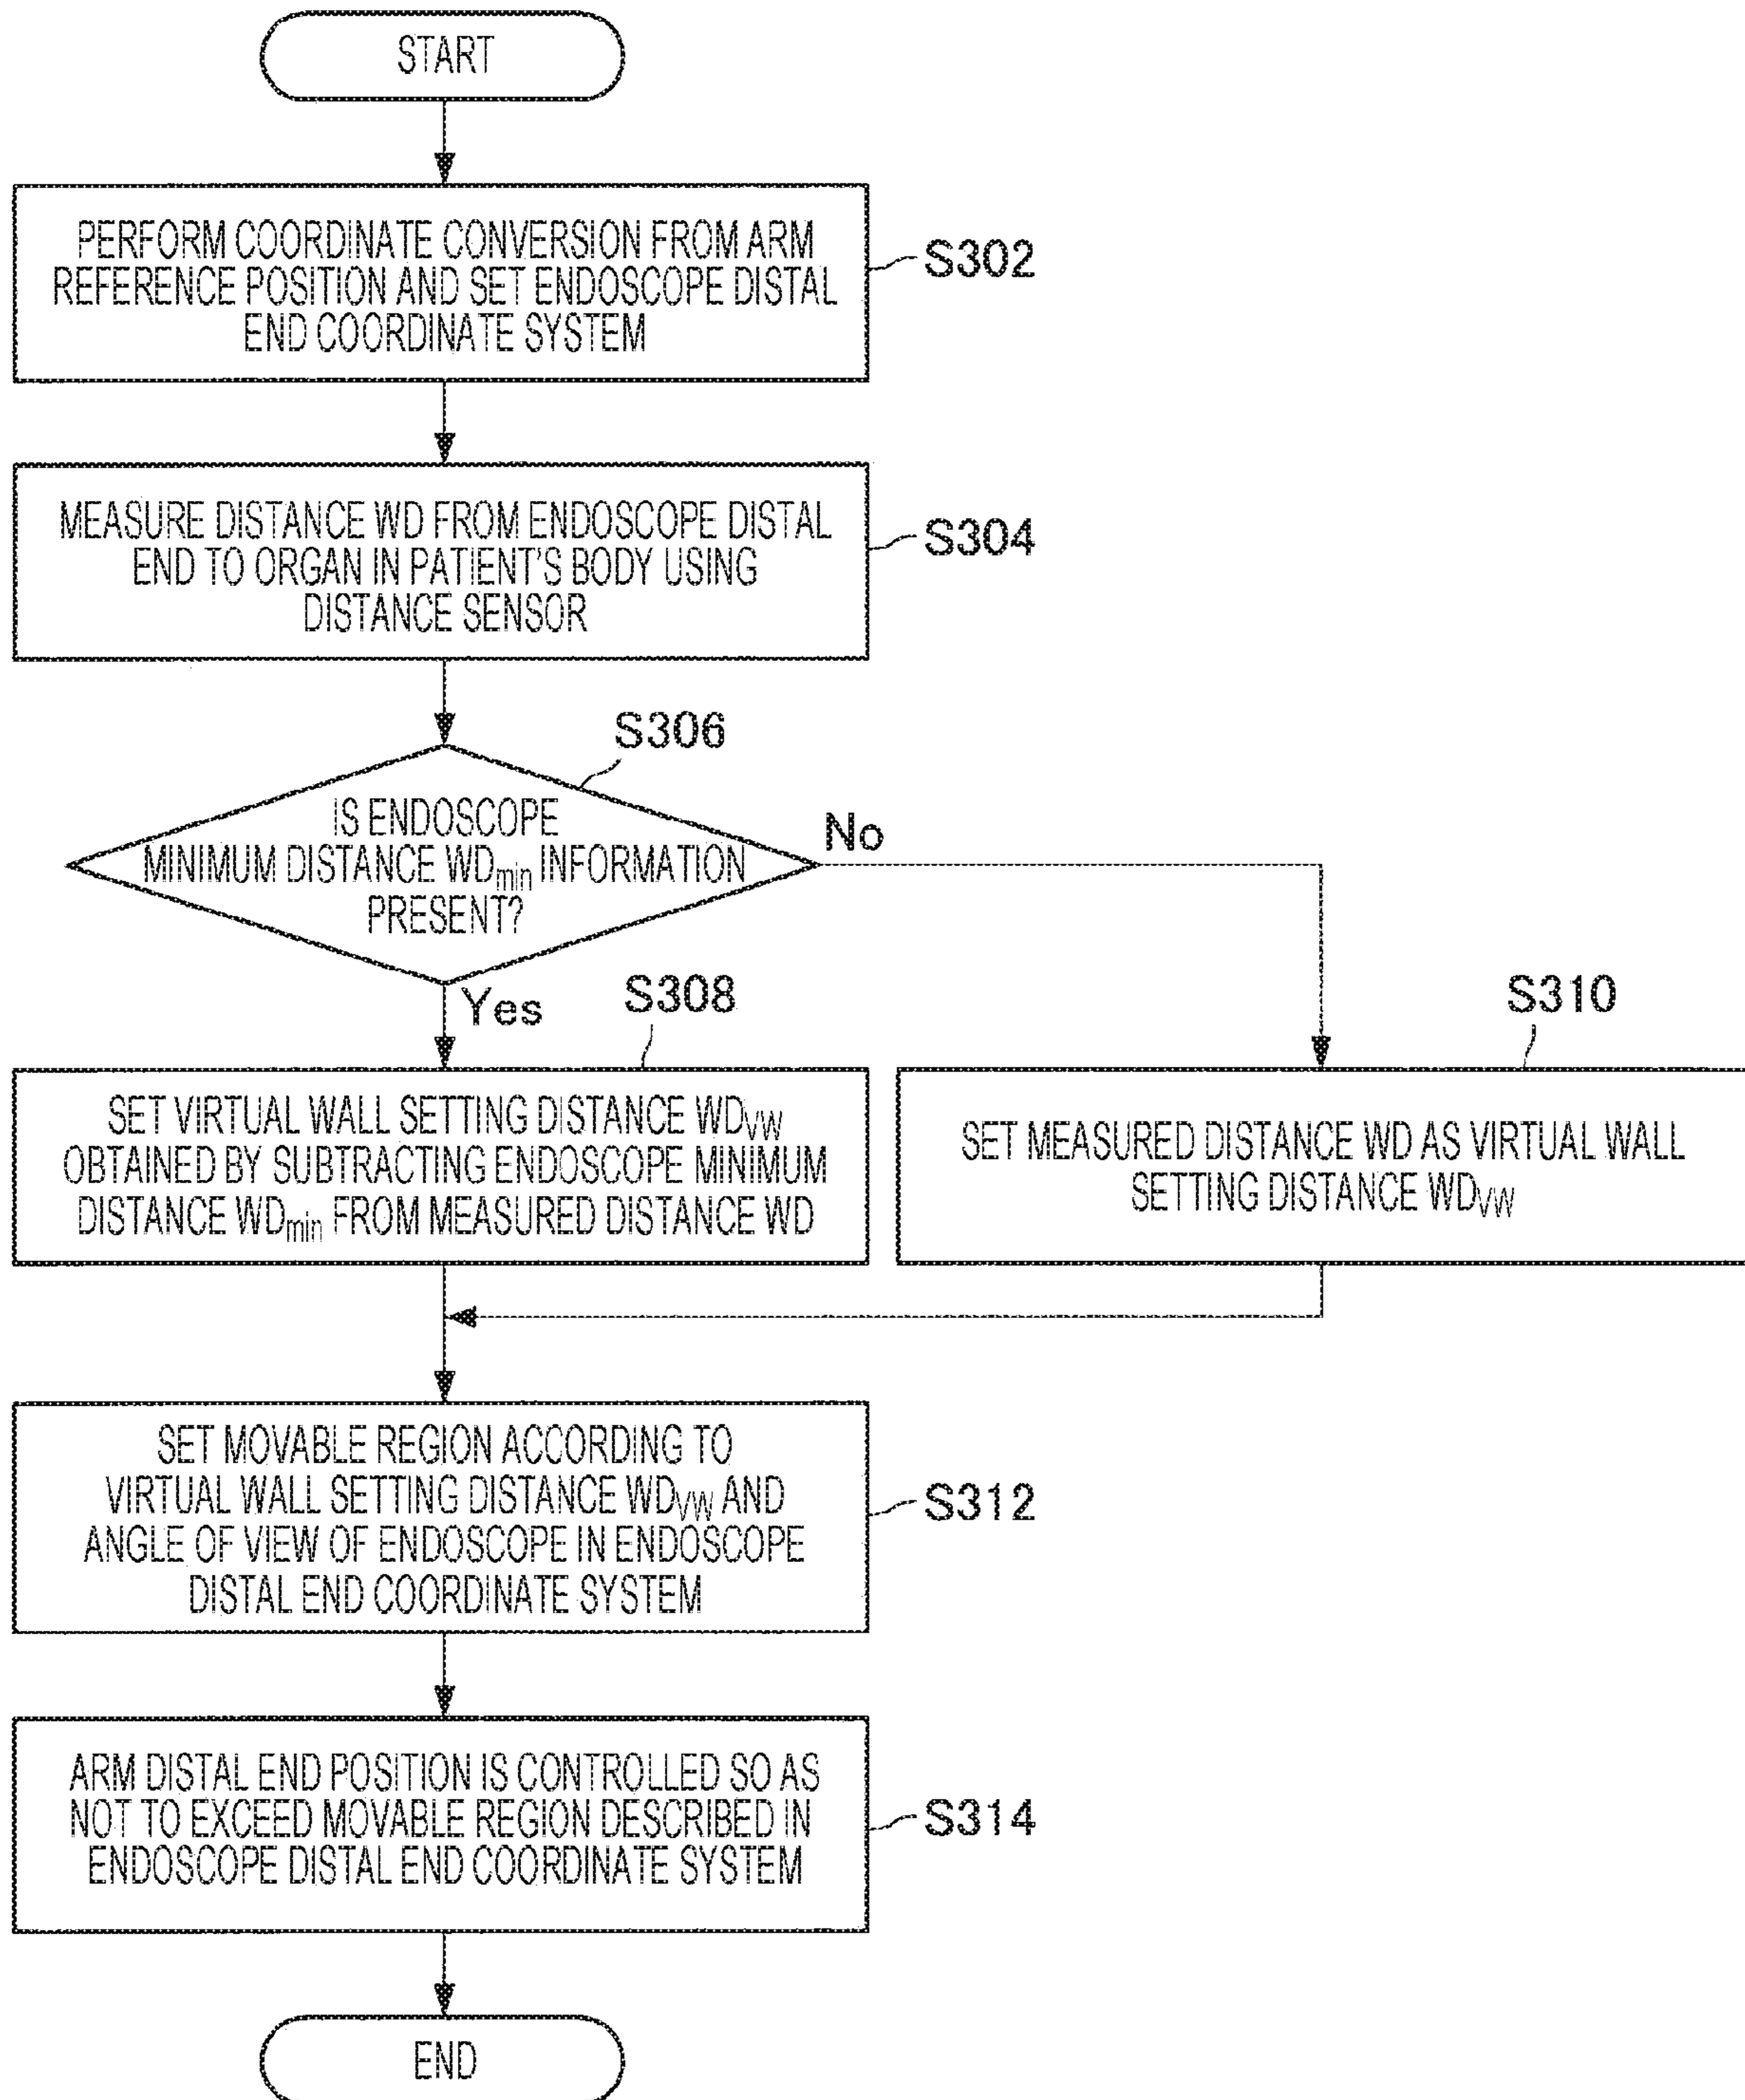 START
PERFORM COORDINATE CONVERSION FROM ARM
REFERENCE POSITION AND SET ENDOSCOPE DISTAL
END COORDINATE SYSTEM
S302
MEASURE DISTANCE WD FROM ENDOSCOPE DISTAL
END TO ORGAN IN PATIENT'S BODY USING
DISTANCE SENSOR
S304
S306
IS ENDOSCOPE
MINIMUM DISTANCE WDmin INFORMATION
PRESENT?
No
Yes
S308
SET VIRTUAL WALL SETTING DISTANCE WDVW
OBTAINED BY SUBTRACTING ENDOSCOPE MINIMUM
DISTANCE WDmin FROM MEASURED DISTANCE WD
S310
SET MEASURED DISTANCE WD AS VIRTUAL WALL
SETTING DISTANCE WDVW
SET MOVABLE REGION ACCORDING TO
VIRTUAL WALL SETTING DISTANCE WDVW AND
ANGLE OF VIEW OF ENDOSCOPE IN ENDOSCOPE
DISTAL END COORDINATE SYSTEM
S312
ARM DISTAL END POSITION IS CONTROLLED SO AS
NOT TO EXCEED MOVABLE REGION DESCRIBED IN
ENDOSCOPE DISTAL END COORDINATE SYSTEM
S314
END